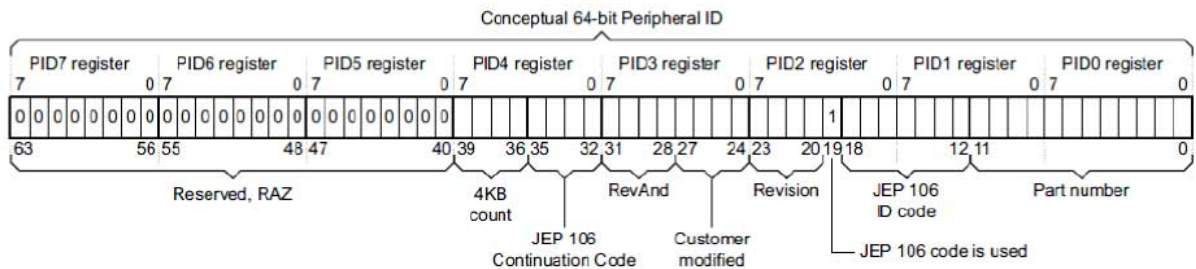 Conceptual 64-bit Peripheral ID
PID7 register PID6 register PID5 register PID4 register PID3 register PID2 register PID1 register PID0 register
7 0 7 0 7 0 7 0 7 0 7 0 7 0 7 0
0 0 0 0 0 0 0 0 0 0 0 0 0 0 0 0 0 0 0 0 0 0 0 0 1
63 56 55 48 47 40 39 36 35 32 31 28 27 24 23 20 19 18 12 11 0
Reserved, RAZ 4KB RevAnd Revision JEP 106 Part number
count ID code
JEP 106 Customer JEP 106 code is used
Continuation Code modified